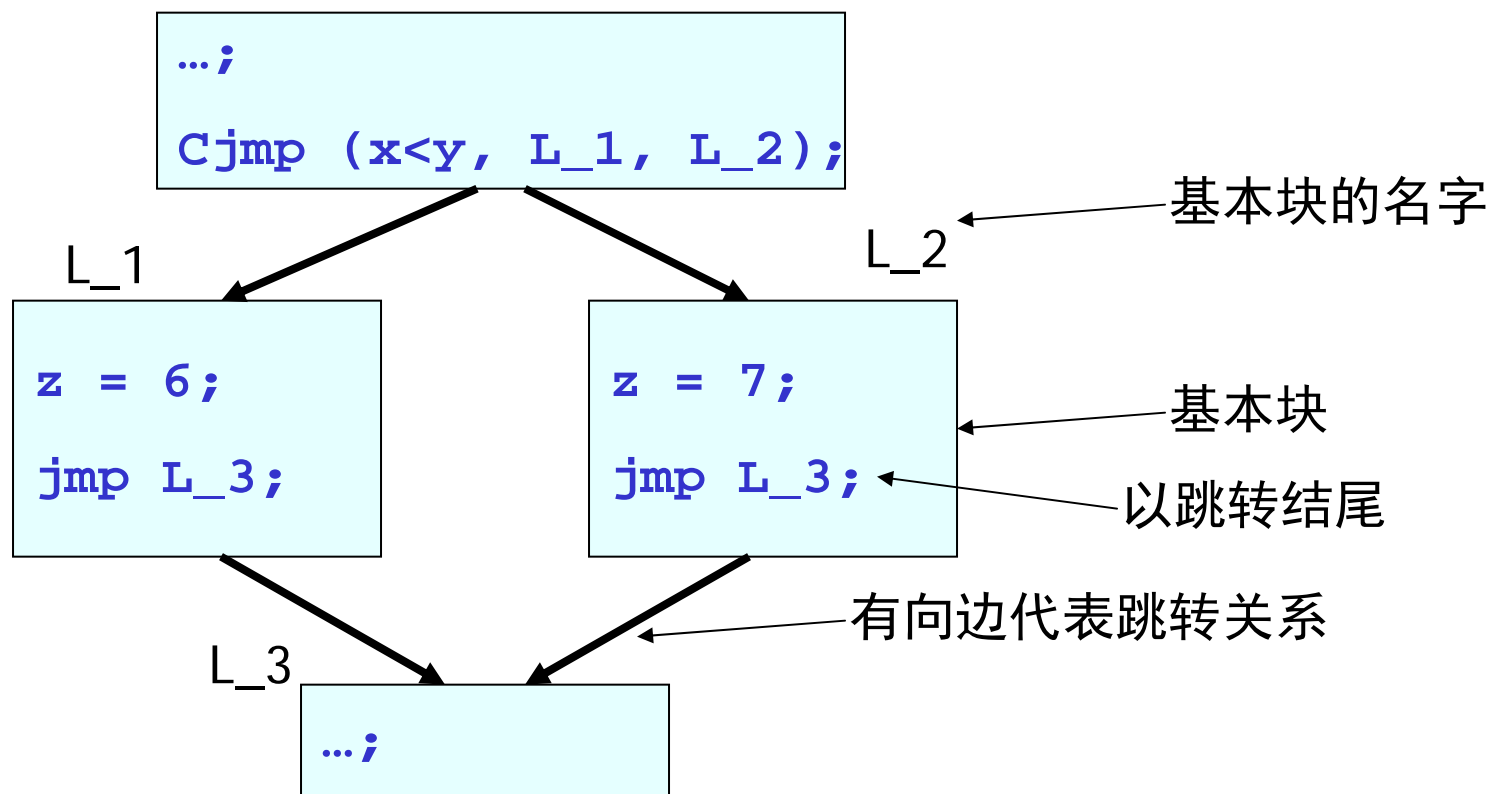 …;
Cjmp (x<y, L_1, L_2);
基本块的名字
L_1
L_2
z = 6;
jmp L_3;
z = 7;
jmp L_3;
基本块
以跳转结尾
有向边代表跳转关系
L_3
…;